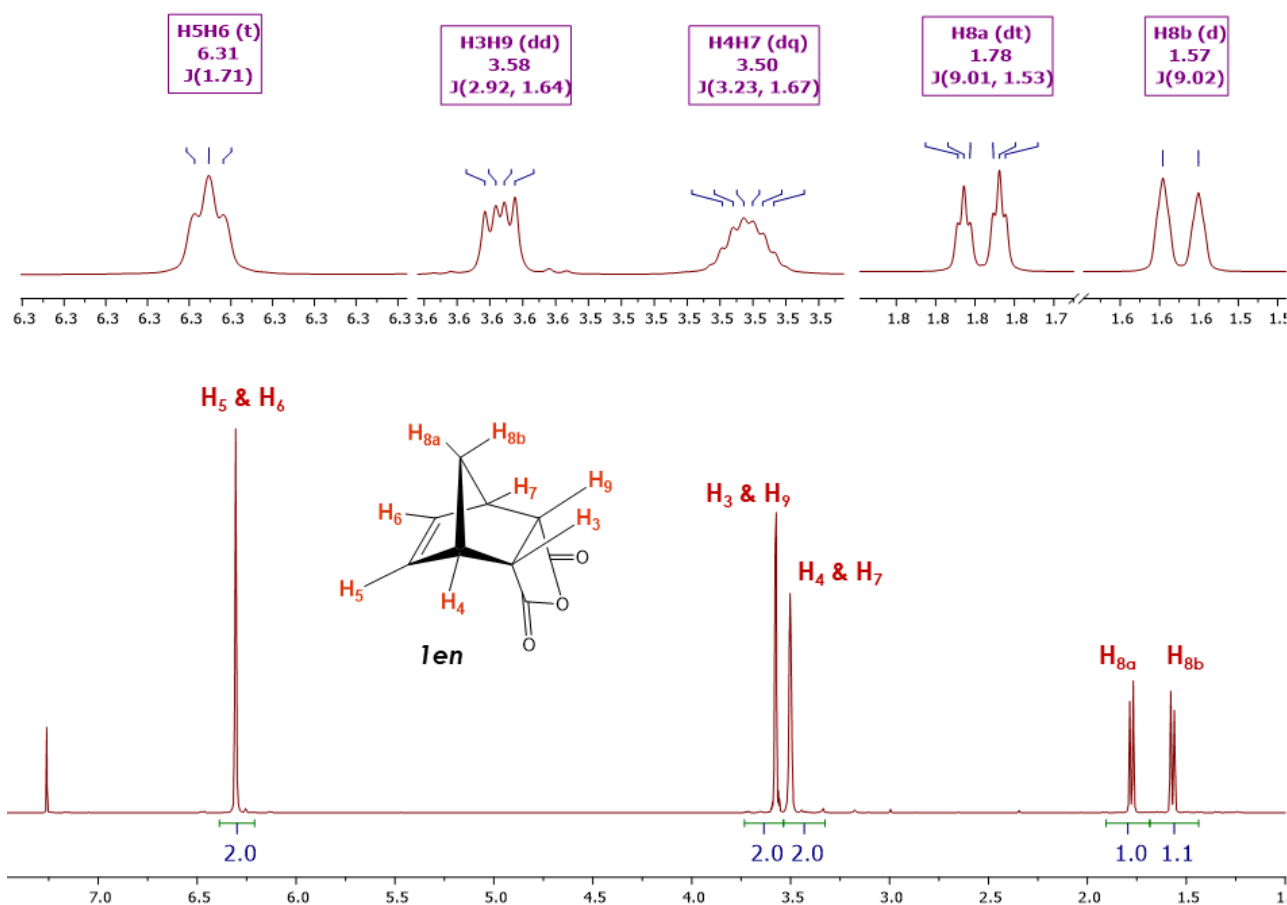 H5H6 (t)
6.31
J(1.71)
H3H9 (dd)
3.58
J(2.92, 1.64)
H4H7 (dq)
3.50
J(3.23, 1.67)
H8a (dt)
1.78
J(9.01, 1.53)
H8b (d)
1.57
J(9.02)
6.3 6.3 6.3 6.3 6.3 6.3 6.3 6.3 6.3 6.3 3.6 3.6 3.6 3.6 3.5 3.5 3.5 3.5 3.5 3.5 3.5 1.8 1.8 1.8 1.8 1.7 1.6 1.6 1.6 1.5
H5 & H6
H8a
H8b
H7
H9
H6
H3
O
O
H5
H4
O
1en
H3 & H9
H4 & H7
H8a
H8b
2.0
2.0
2.0
1.0
1.1
7.0 6.5 6.0 5.5 5.0 4.5 4.0 3.5 3.0 2.5 2.0 1.5